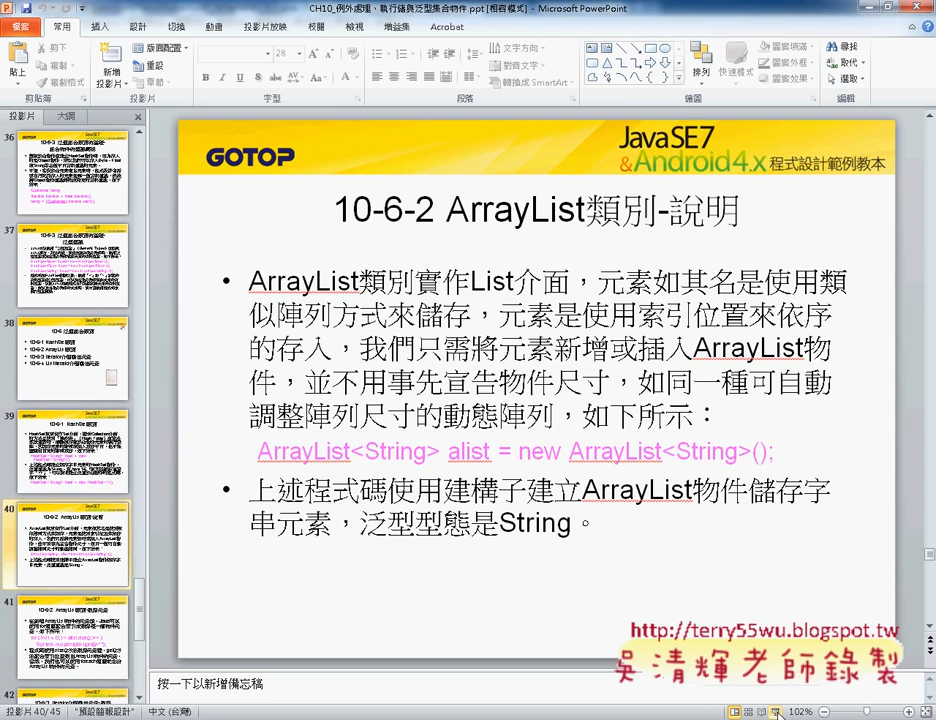 CH10_例外處理、執行緒與泛型集合物件.ppt [相容模式] - Microsoft PowerPoint
檔案 常用 插入 設計 切換 動畫 投影片放映 校閱 檢視 增益集 Acrobat
貼上 剪下 複製 複製格式
新增投影片 版面配置 重設 章節
28
文字方向 對齊文字 轉換成 SmartArt
排列 快速樣式 圖案填滿 圖案外框 圖案效果
尋找 取代 選取
剪貼簿 投影片 字型 段落 繪圖 編輯
投影片 大綱
36
37
38
39
40
41
42
GOTOP
JavaSE7
&Android4.x 程式設計範例教本
10-6-2 ArrayList類別-說明
• ArrayList類別實作List介面，元素如其名是使用類
似陣列方式來儲存，元素是使用索引位置來依序
的存入，我們只需將元素新增或插入ArrayList物
件，並不用事先宣告物件尺寸，如同一種可自動
調整陣列尺寸的動態陣列，如下所示：
ArrayList<String> alist = new ArrayList<String>();
• 上述程式碼使用建構子建立ArrayList物件儲存字
串元素，泛型型態是String。
http://terry55wu.blogspot.tw
吳清輝老師錄製
按一下以新增備忘稿
投影片 40/45 "預設簡報設計" 中文 (台灣) 102%